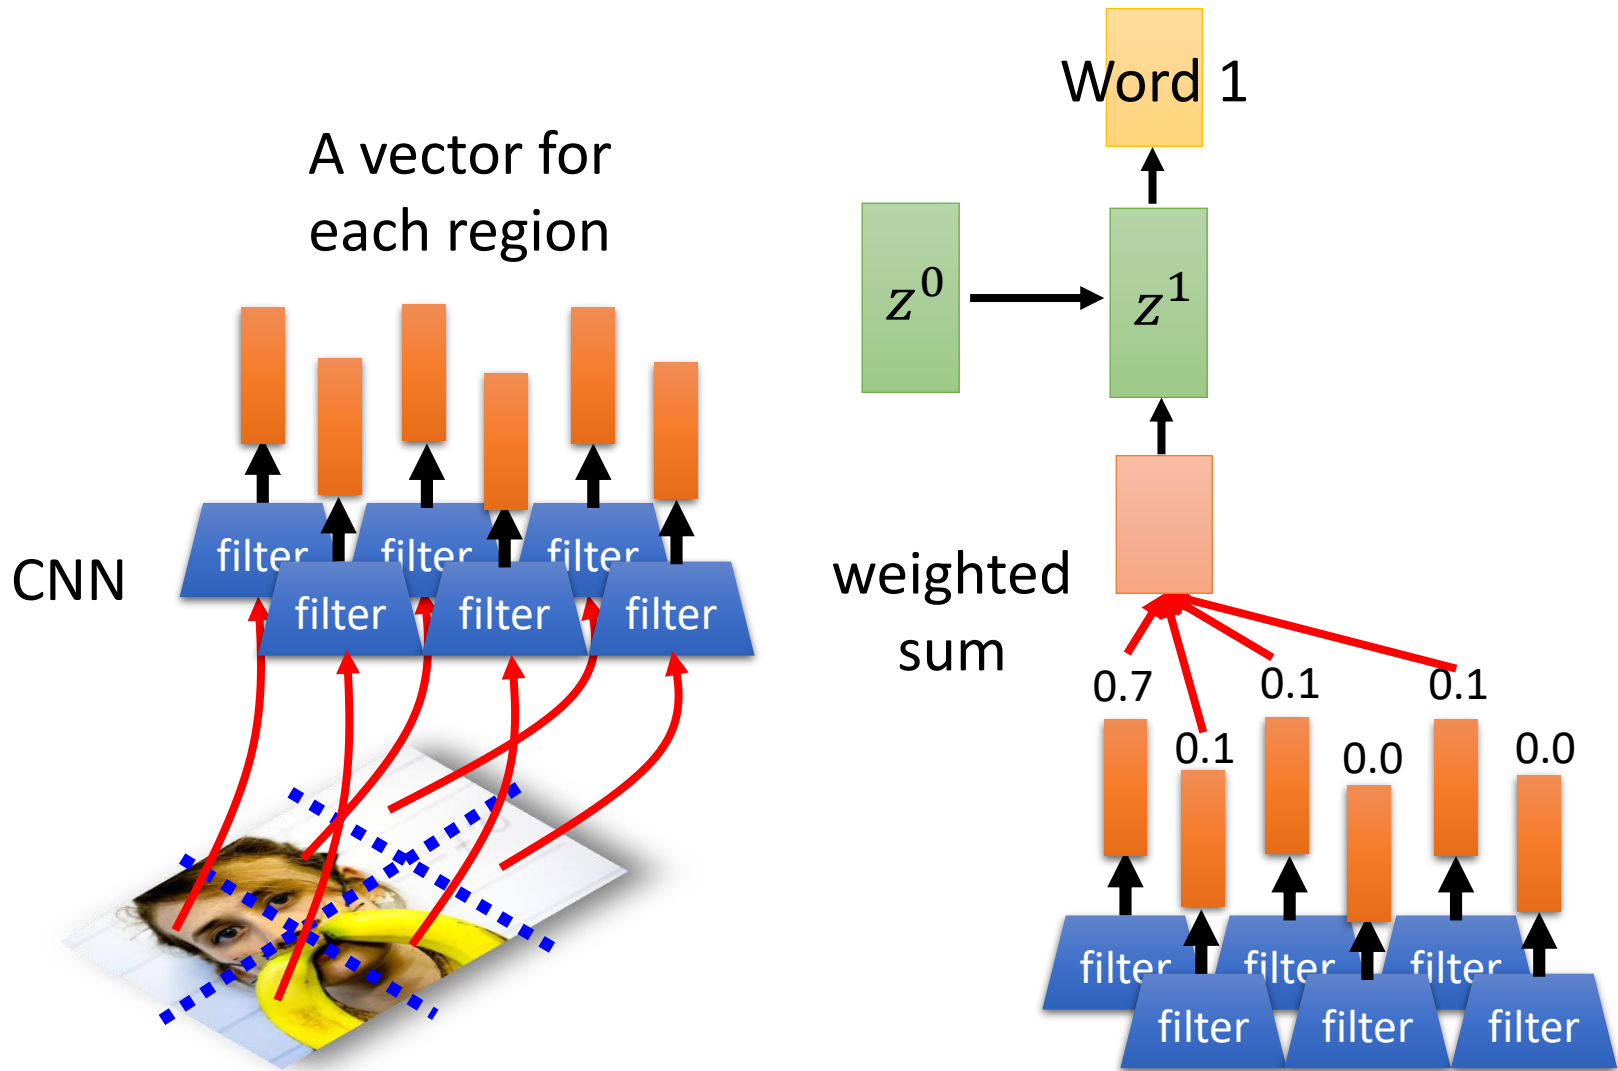 A vector for
each region
CNN
filter
filter
filter
filter
filter
filter
Word 1
z⁰
z¹
weighted
sum
0.7
0.1
0.1
0.1
0.0
0.0
filter
filter
filter
filter
filter
filter